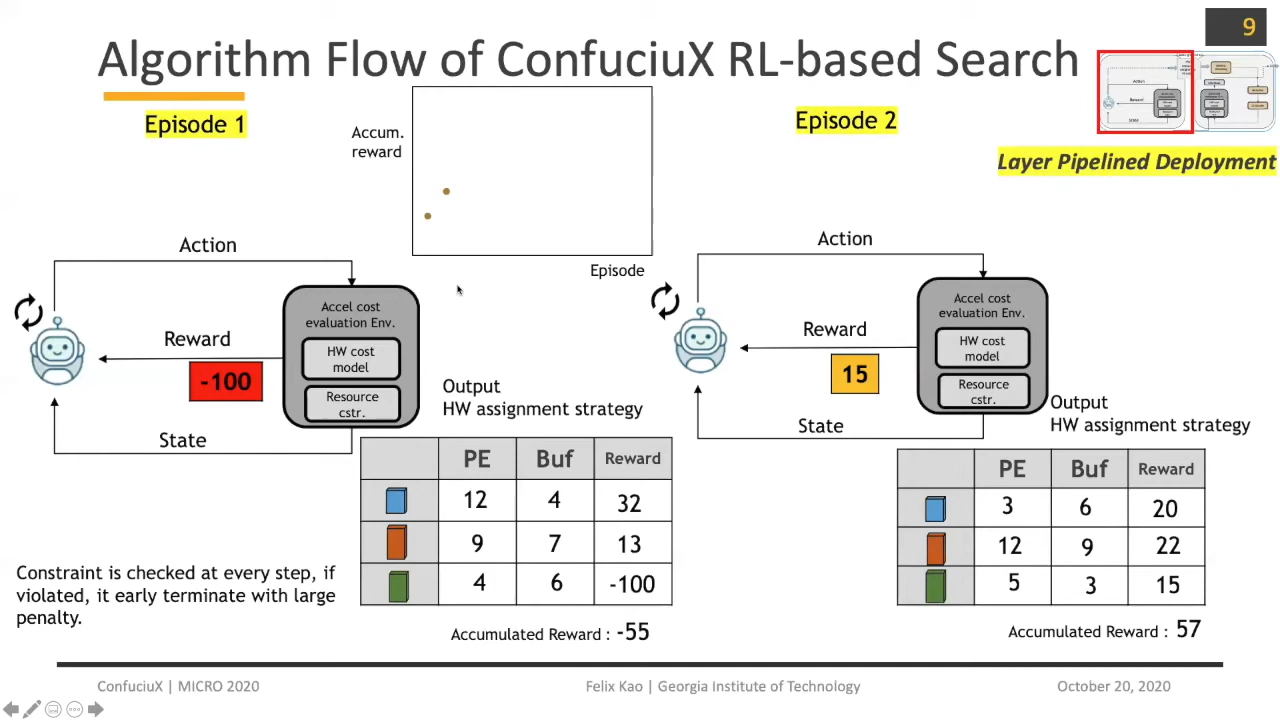 9
Algorithm Flow of ConfuciuX RL-based Search
Episode 1
Accum.
reward
Episode
Episode 2
Layer Pipelined Deployment
Action
Accel cost
evaluation Env.
HW cost
model
Resource
cstr.
Reward
-100
State
Output
HW assignment strategy
PE Buf Reward
12 4 32
9 7 13
4 6 -100
Accumulated Reward : -55
Constraint is checked at every step, if
violated, it early terminate with large
penalty.
Action
Accel cost
evaluation Env.
HW cost
model
Resource
cstr.
Reward
15
State
Output
HW assignment strategy
PE Buf Reward
3 6 20
12 9 22
5 3 15
Accumulated Reward : 57
ConfuciuX | MICRO 2020
Felix Kao | Georgia Institute of Technology
October 20, 2020